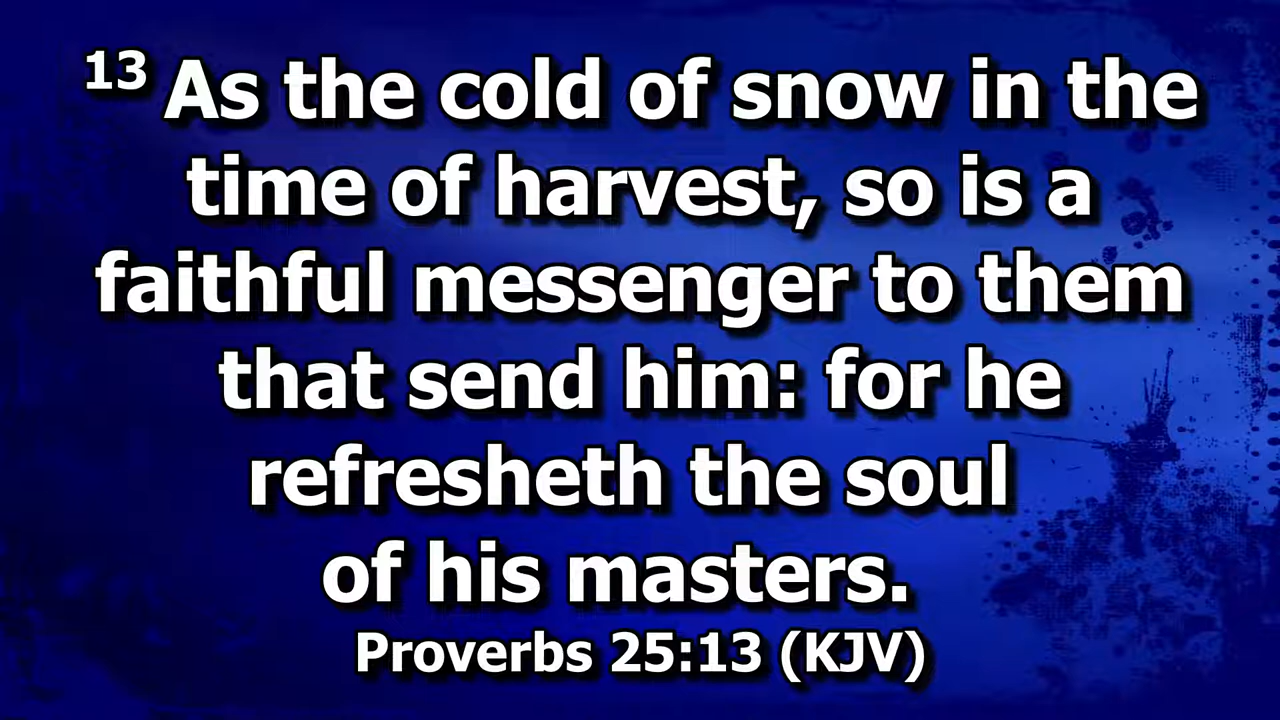 13 As the cold of snow in the
time of harvest, so is a
faithful messenger to them
that send him: for he
refresheth the soul
of his masters.
Proverbs 25:13 (KJV)